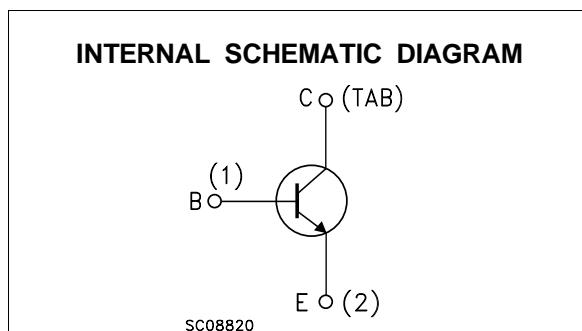 INTERNAL SCHEMATIC DIAGRAM
C (TAB)
(1)
B
E (2)
SC08820